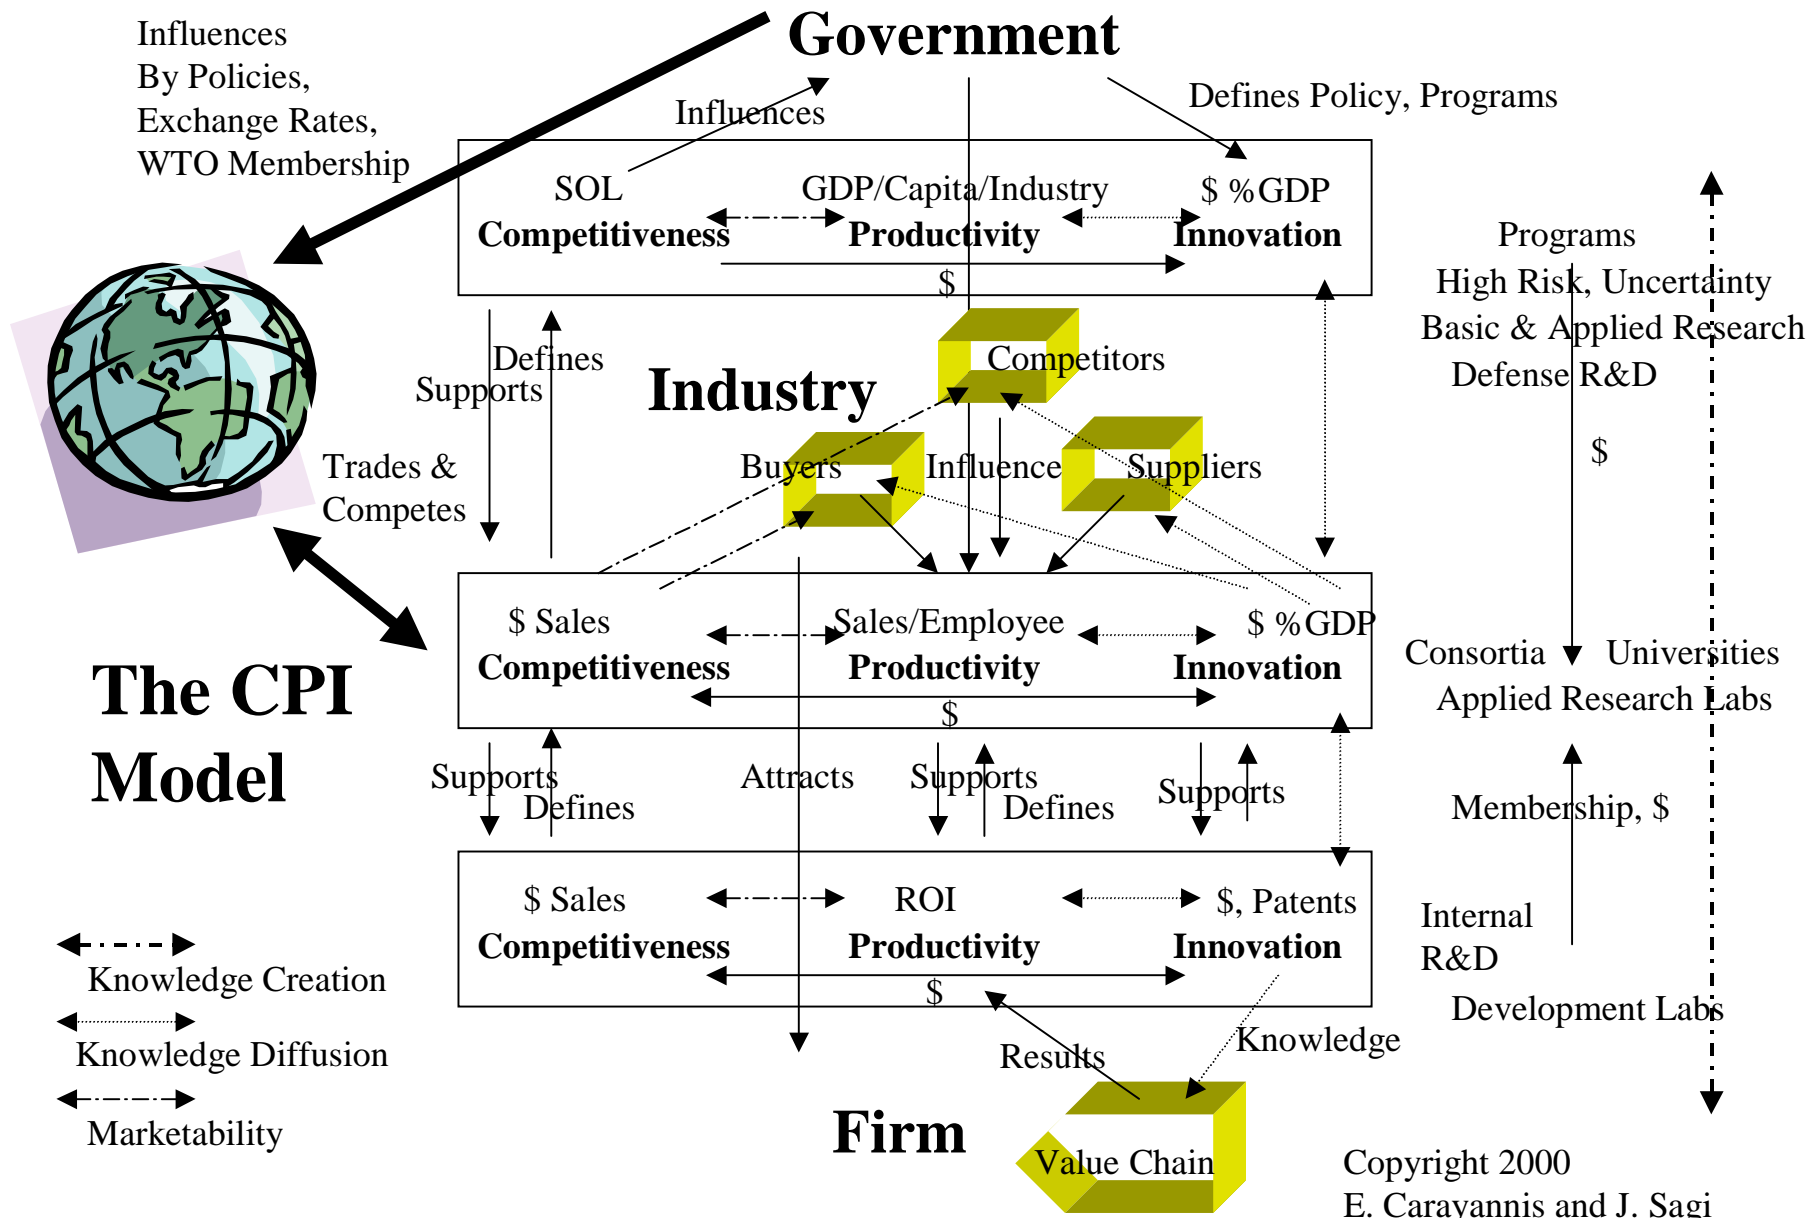 Influences
By Policies,
Exchange Rates,
WTO Membership
Government
Influences
Defines Policy, Programs
SOL
GDP/Capita/Industry
$ %GDP
Competitiveness
Productivity
Innovation
$
Programs
High Risk, Uncertainty
Basic & Applied Research
Defense R&D
$
Supports
Defines
Industry
Competitors
Buyers
Influence
Suppliers
Trades &
Competes
$ Sales
Sales/Employee
$ %GDP
Competitiveness
Productivity
Innovation
$
Consortia
Universities
Applied Research Labs
The CPI
Model
Supports
Defines
Attracts
Supports
Defines
Supports
Membership, $
$ Sales
ROI
$, Patents
Competitiveness
Productivity
Innovation
$
Internal
R&D
Development Labs
Knowledge Creation
Knowledge Diffusion
Marketability
Results
Knowledge
Firm
Value Chain
Copyright 2000
E. Carayannis and J. Sagi